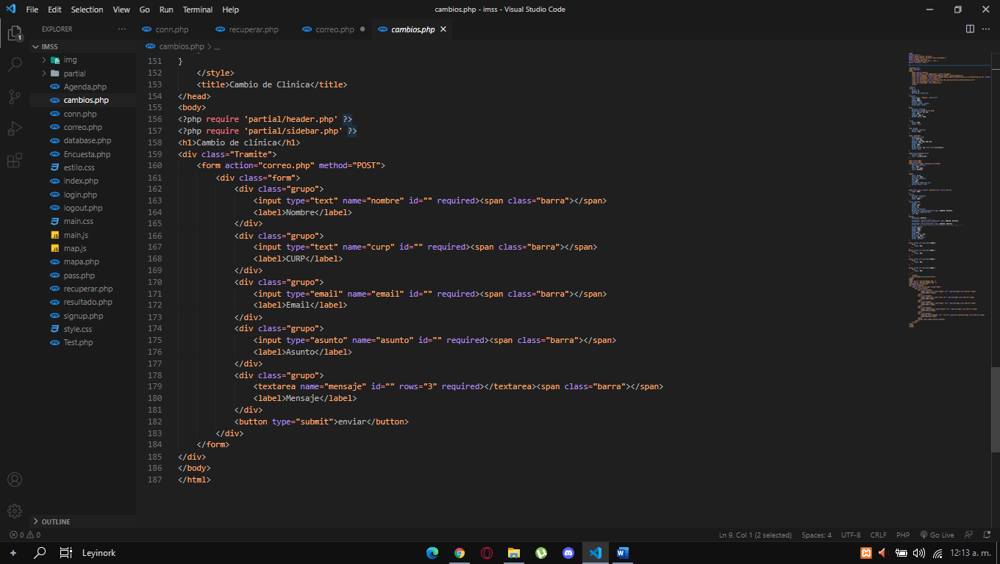 File Edit Selection View Go Run Terminal Help cambios.php - imss - Visual Studio Code
EXPLORER ··· conn.php recuperar.php correo.php ● cambios.php ×
1
IMSS
cambios.php > ...
img
partial
Agenda.php
cambios.php
conn.php
correo.php
database.php
Encuesta.php
estilo.css
index.php
login.php
logout.php
main.css
JS main.js
JS map.js
mapa.php
pass.php
recuperar.php
resultado.php
signup.php
style.css
Test.php
OUTLINE
151 }
152 </style>
153 <title>Cambio de Clinica</title>
154 </head>
155 <body>
156 <?php require 'partial/header.php' ?>
157 <?php require 'partial/sidebar.php' ?>
158 <h1>Cambio de clínica</h1>
159 <div class="Tramite">
160 <form action="correo.php" method="POST">
161 <div class="form">
162 <div class="grupo">
163 <input type="text" name="nombre" id="" required><span class="barra"></span>
164 <label>Nombre</label>
165 </div>
166 <div class="grupo">
167 <input type="text" name="curp" id="" required><span class="barra"></span>
168 <label>CURP</label>
169 </div>
170 <div class="grupo">
171 <input type="email" name="email" id="" required><span class="barra"></span>
172 <label>Email</label>
173 </div>
174 <div class="grupo">
175 <input type="asunto" name="asunto" id="" required><span class="barra"></span>
176 <label>Asunto</label>
177 </div>
178 <div class="grupo">
179 <textarea name="mensaje" id="" rows="3" required></textarea><span class="barra"></span>
180 <label>Mensaje</label>
181 </div>
182 <button type="submit">enviar</button>
183 </div>
184 </form>
185 </div>
186 </body>
187 </html>
0 0 Ln 9, Col 1 (2 selected) Spaces: 4 UTF-8 CRLF PHP Go Live
Leyinork 12:13 a. m.